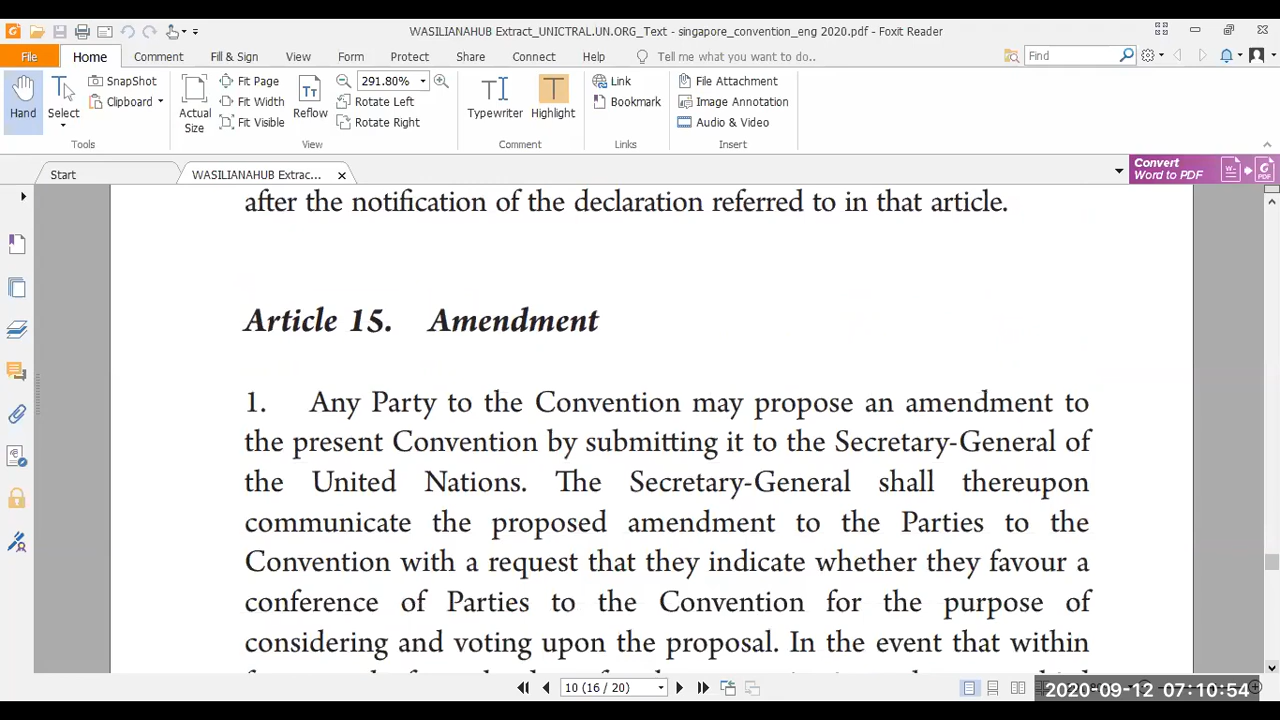 WASILIANAHUB Extract_UNICTRAL.UN.ORG_Text - singapore_convention_eng 2020.pdf - Foxit Reader
File Home Comment Fill & Sign View Form Protect Share Connect Help Tell me what you want to do.. Find
Hand
Select
SnapShot
Clipboard
Tools
Actual Size
Fit Page
Fit Width
Fit Visible
Reflow
291.80%
Rotate Left
Rotate Right
View
Typewriter
Highlight
Comment
Link
Bookmark
Links
File Attachment
Image Annotation
Audio & Video
Insert
Start
WASILIANAHUB Extrac...
Convert
Word to PDF
after the notification of the declaration referred to in that article.
Article 15. Amendment
1. Any Party to the Convention may propose an amendment to
the present Convention by submitting it to the Secretary-General of
the United Nations. The Secretary-General shall thereupon
communicate the proposed amendment to the Parties to the
Convention with a request that they indicate whether they favour a
conference of Parties to the Convention for the purpose of
considering and voting upon the proposal. In the event that within
10 (16 / 20)
2020-09-12 07:10:54